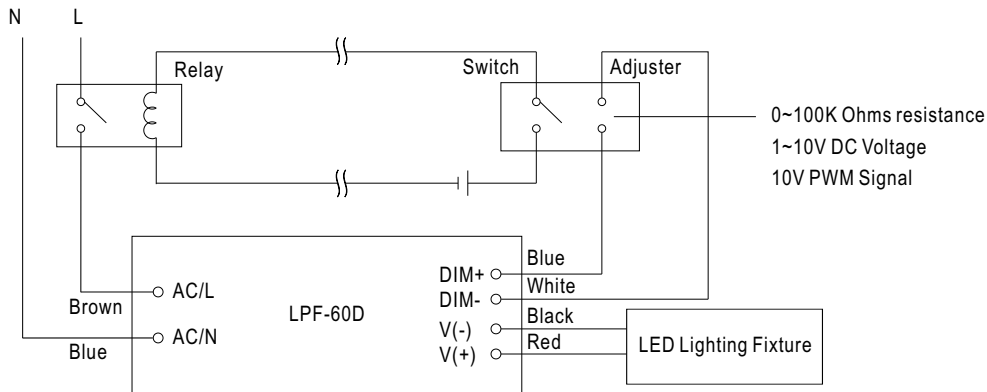 N L
Relay
Switch
Adjuster
0~100K Ohms resistance
1~10V DC Voltage
10V PWM Signal
Blue
DIM+
White
DIM-
Brown
AC/L
LPF-60D
Black
V(-)
Red
V(+)
Blue
AC/N
LED Lighting Fixture